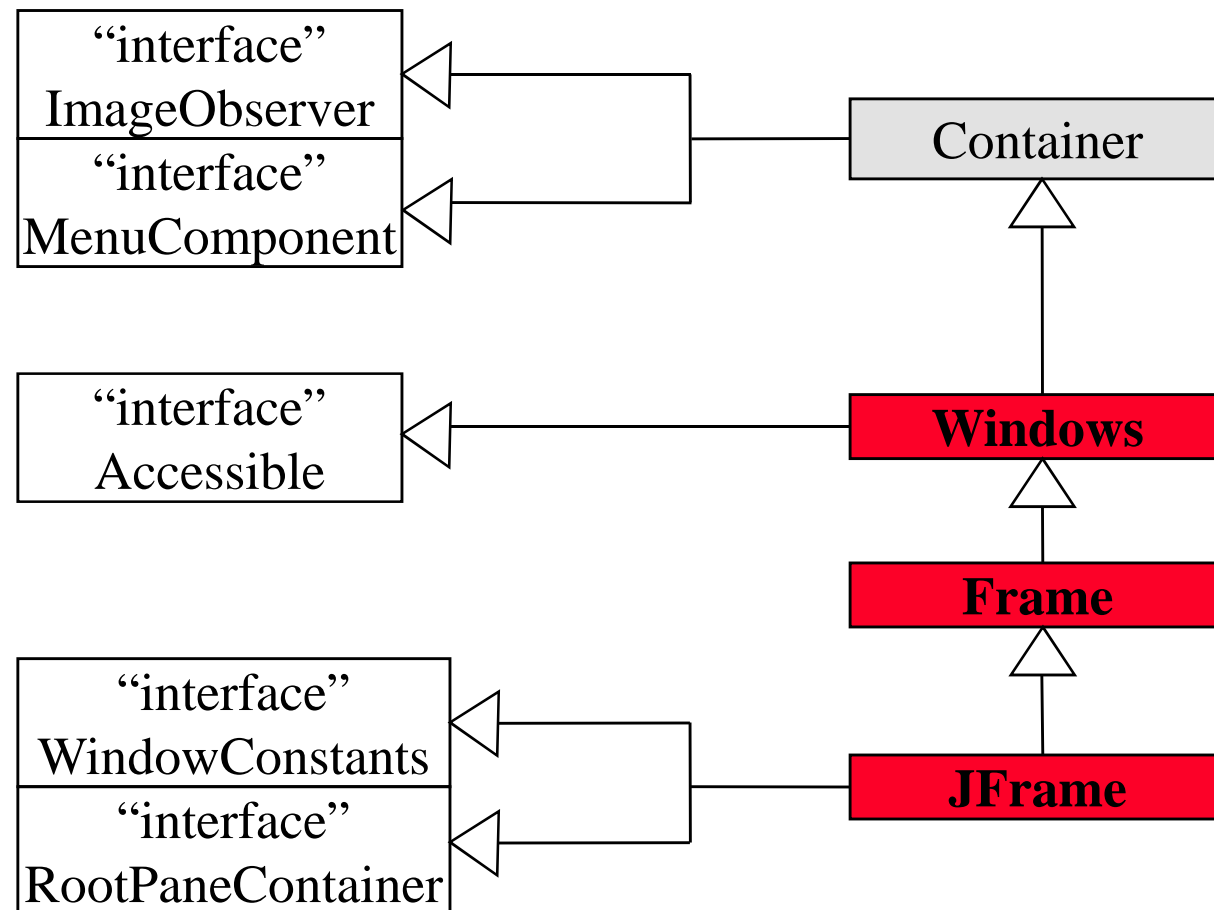 “interface”
ImageObserver
“interface”
MenuComponent
Container
“interface”
Accessible
Windows
Frame
“interface”
WindowConstants
“interface”
RootPaneContainer
JFrame